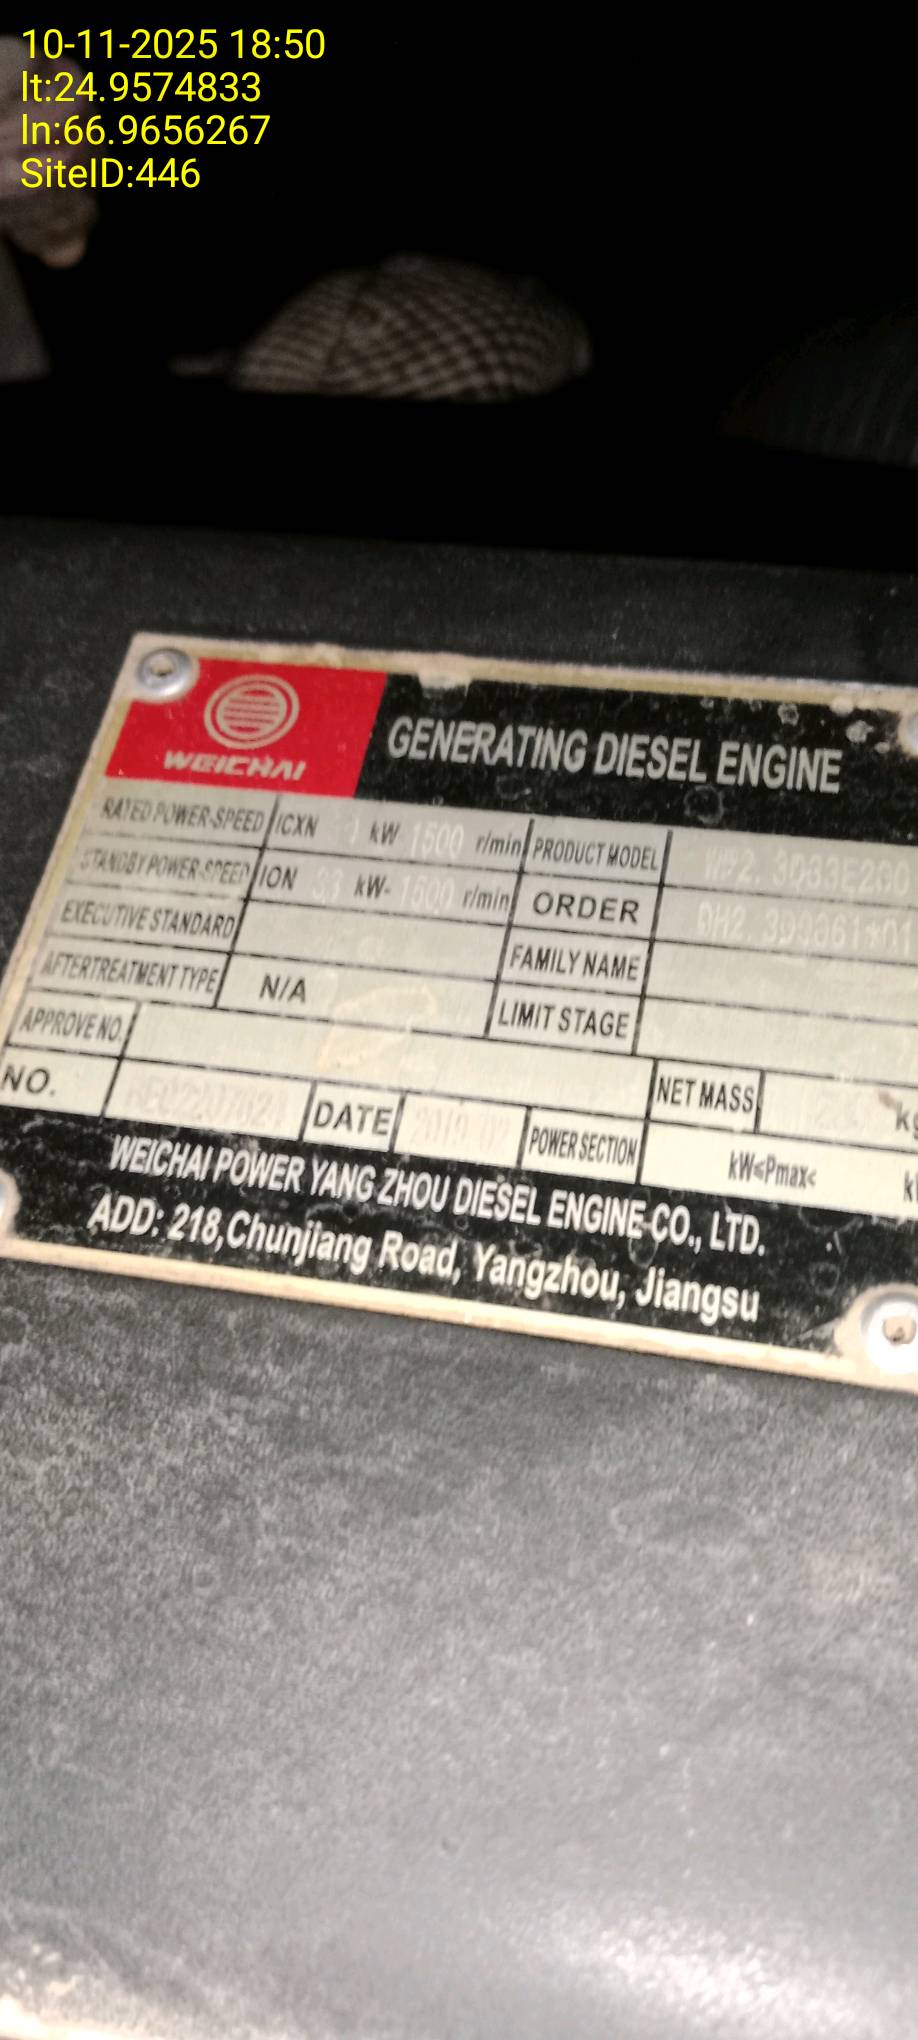 10-11-2025 18:50
lt:24.9574833
ln:66.9656267
SiteID:446
WEICHAI
GENERATING DIESEL ENGINE
RATED POWER-SPEED ICXN kW 1500 r/min PRODUCT MODEL
STANDBY POWER-SPEED ION kW- 1500 r/min ORDER
EXECUTIVE STANDARD FAMILY NAME
AFTERTREATMENT TYPE N/A LIMIT STAGE
APPROVE NO. NET MASS
NO. DATE POWER SECTION kW≤Pmax<
WEICHAI POWER YANG ZHOU DIESEL ENGINE CO., LTD.
ADD: 218,Chunjiang Road, Yangzhou, Jiangsu